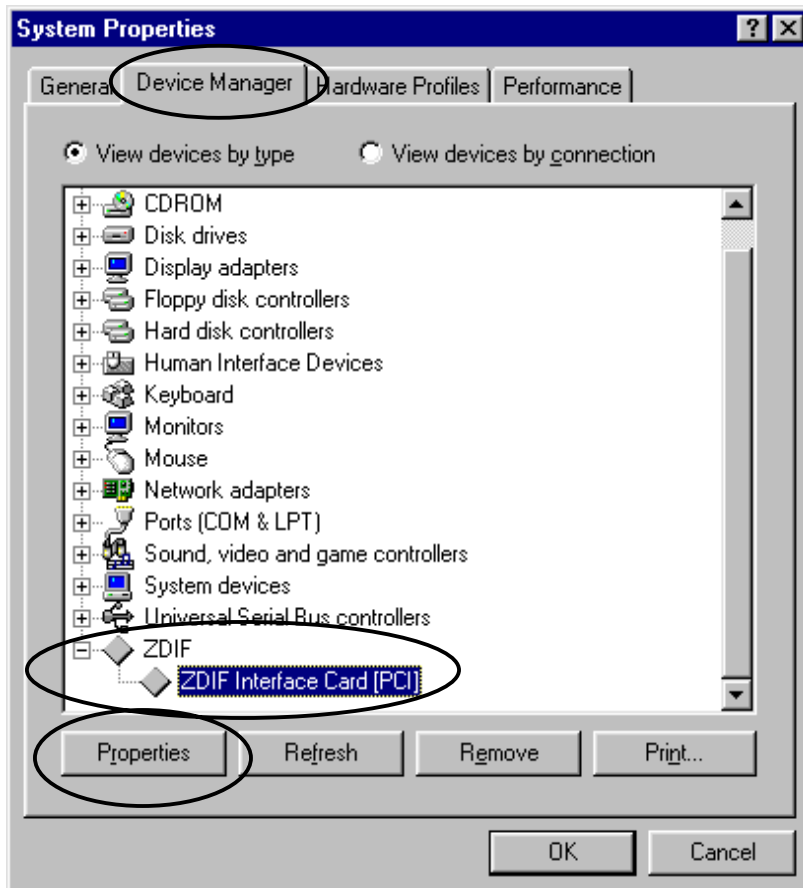 System Properties
General Device Manager Hardware Profiles Performance
View devices by type View devices by connection
CDROM
Disk drives
Display adapters
Floppy disk controllers
Hard disk controllers
Human Interface Devices
Keyboard
Monitors
Mouse
Network adapters
Ports (COM & LPT)
Sound, video and game controllers
System devices
Universal Serial Bus controllers
ZDIF
ZDIF Interface Card [PCI]
Properties Refresh Remove Print...
OK Cancel